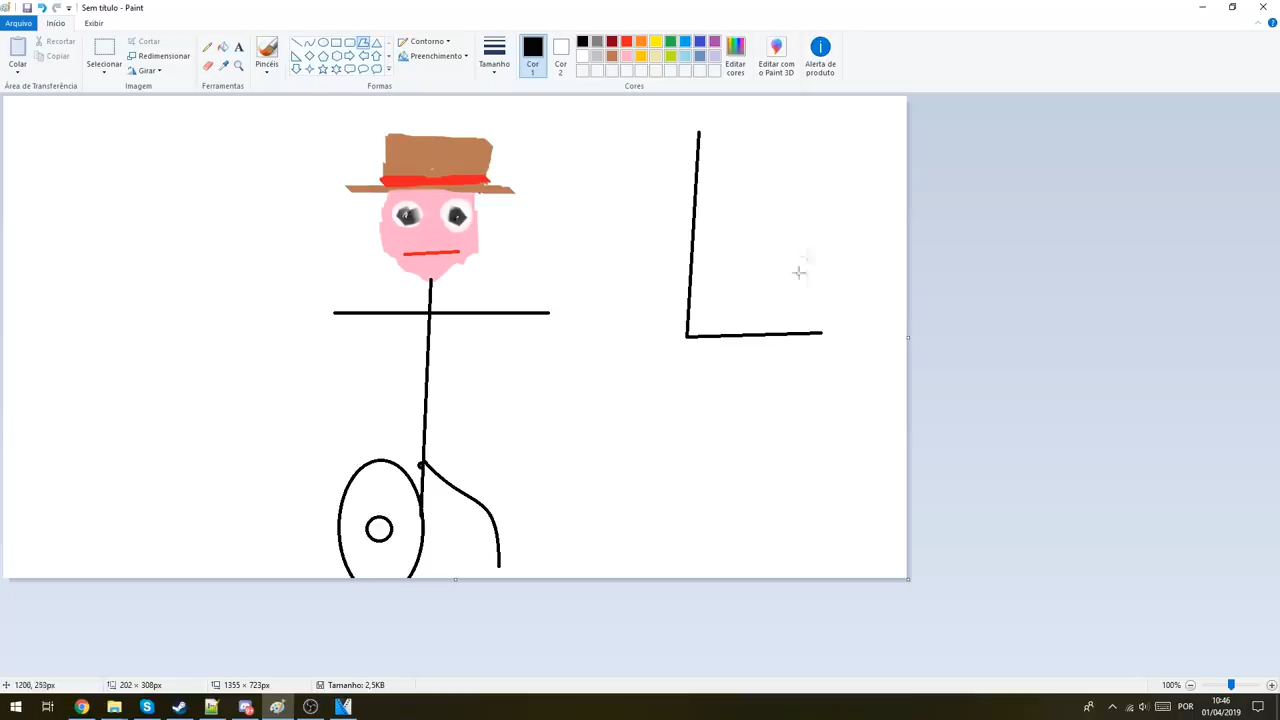 Sem título - Paint
Arquivo Início Exibir
Colar
Recortar
Copiar
Área de Transferência
Selecionar
Cortar
Redimensionar
Girar
Imagem
A
Ferramentas
Pincéis
Contorno
Preenchimento
Formas
Tamanho
Cor 1
Cor 2
Editar cores
Cores
Editar com o Paint 3D
Alerta de produto
1200, 293px
202 × 308px
1355 × 723px
Tamanho: 2,5KB
100%
POR
10:46
01/04/2019